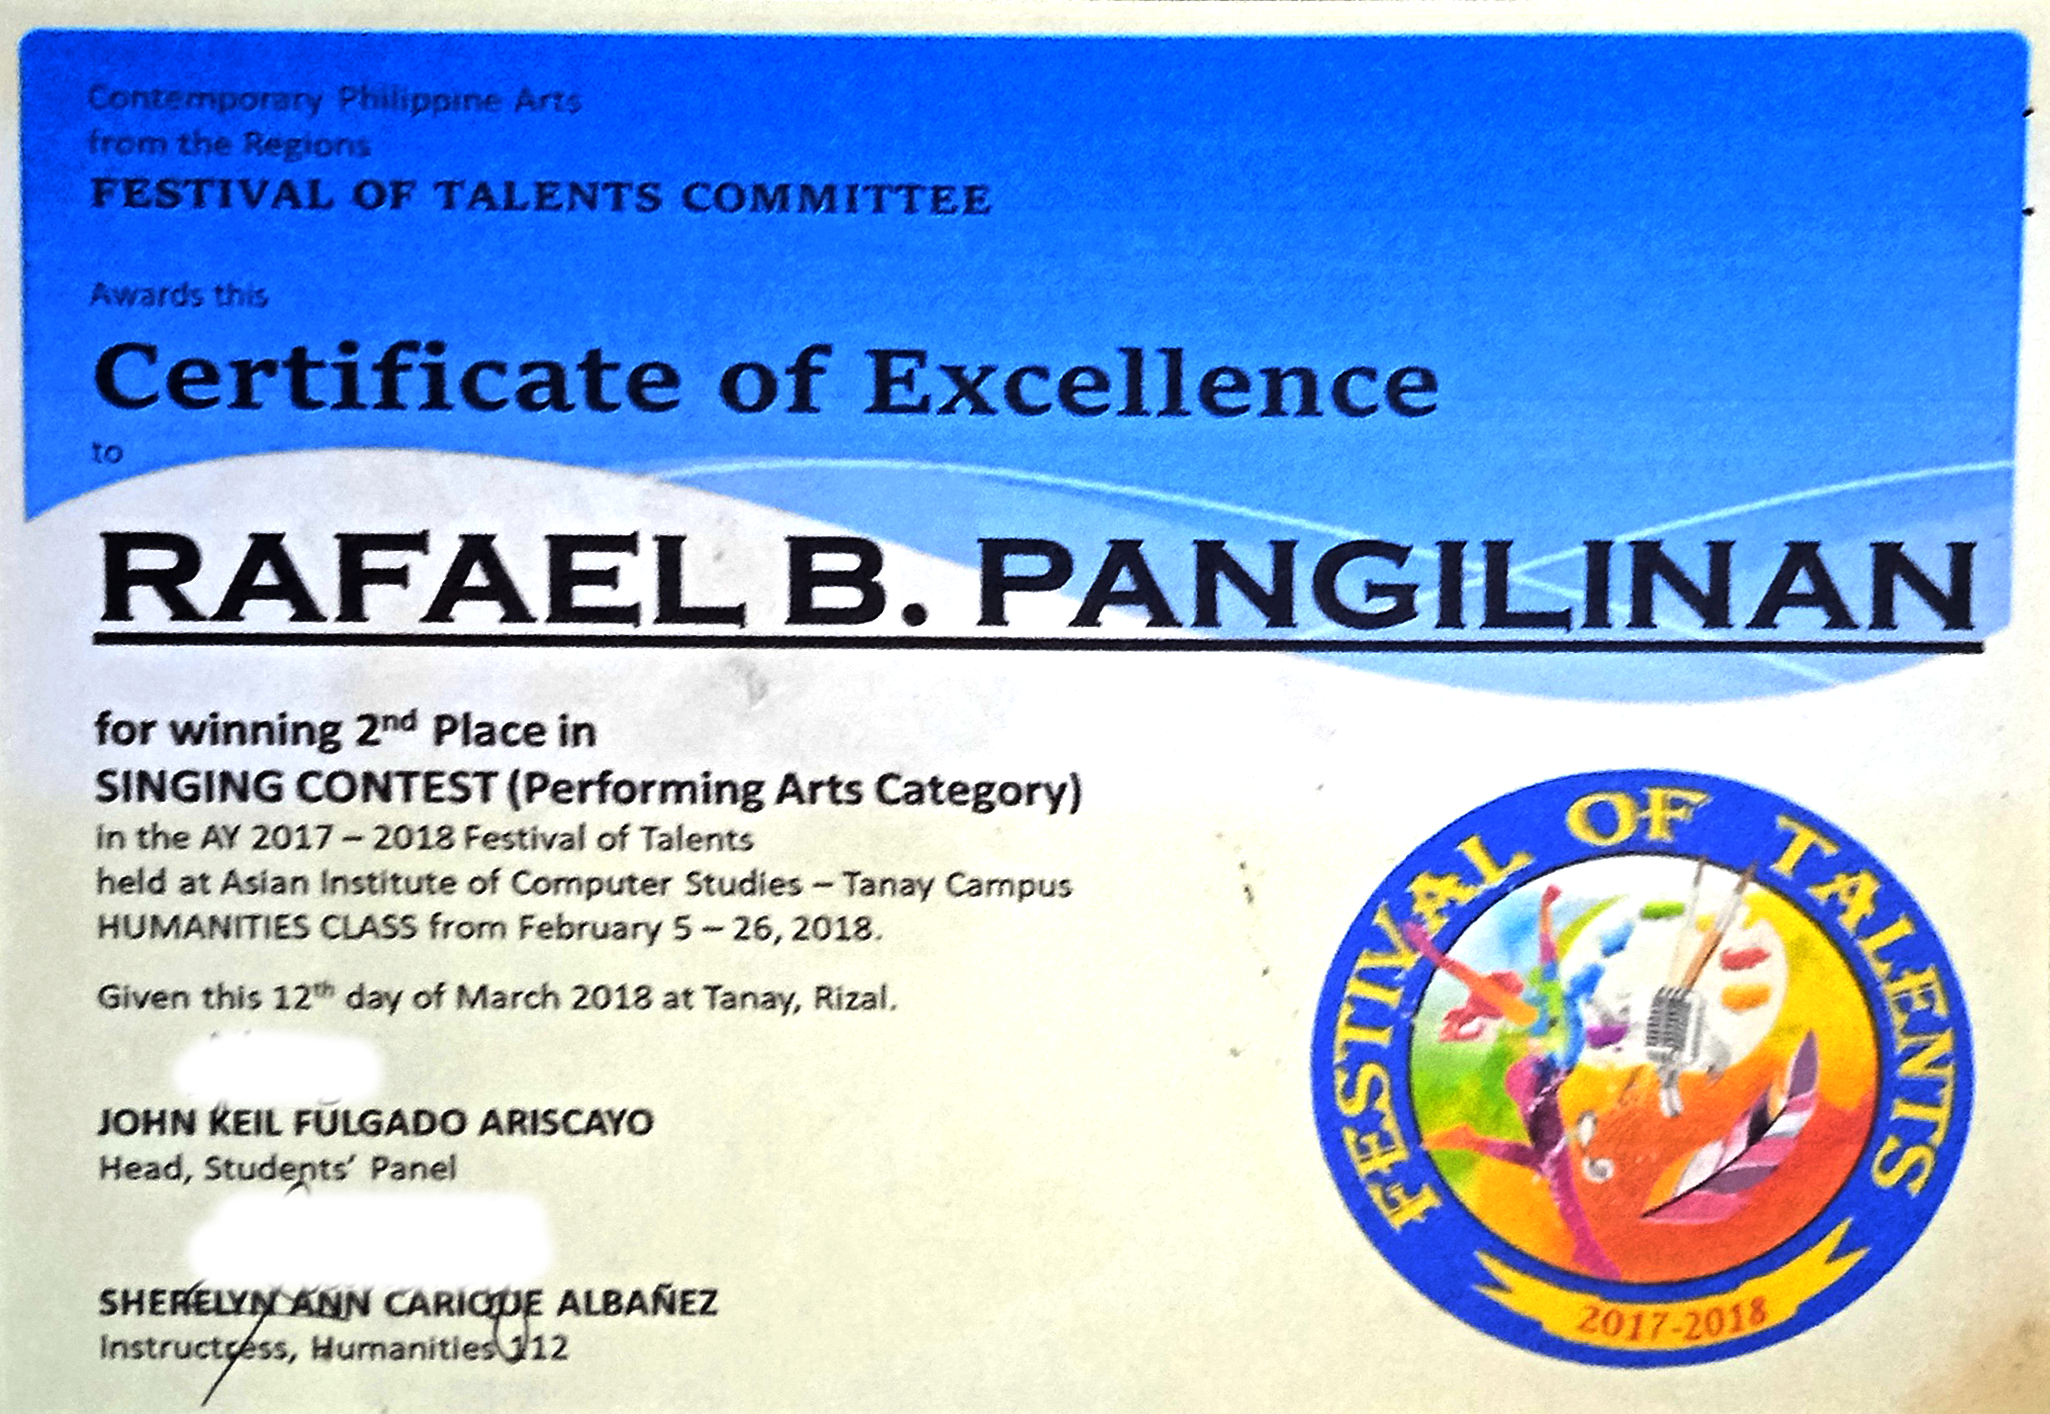 Contemporary Philippine Arts
from the Regions
FESTIVAL OF TALENTS COMMITTEE
Awards this
Certificate of Excellence
to
RAFAEL B. PANGILINAN
for winning 2nd Place in
SINGING CONTEST (Performing Arts Category)
in the AY 2017 – 2018 Festival of Talents
held at Asian Institute of Computer Studies – Tanay Campus
HUMANITIES CLASS from February 5 – 26, 2018.
Given this 12th day of March 2018 at Tanay, Rizal.
JOHN KEIL FULGADO ARISCAYO
Head, Students' Panel
SHERELYN ANN CARIQUE ALBAÑEZ
Instructress, Humanities 112
FESTIVAL OF TALENTS
2017-2018